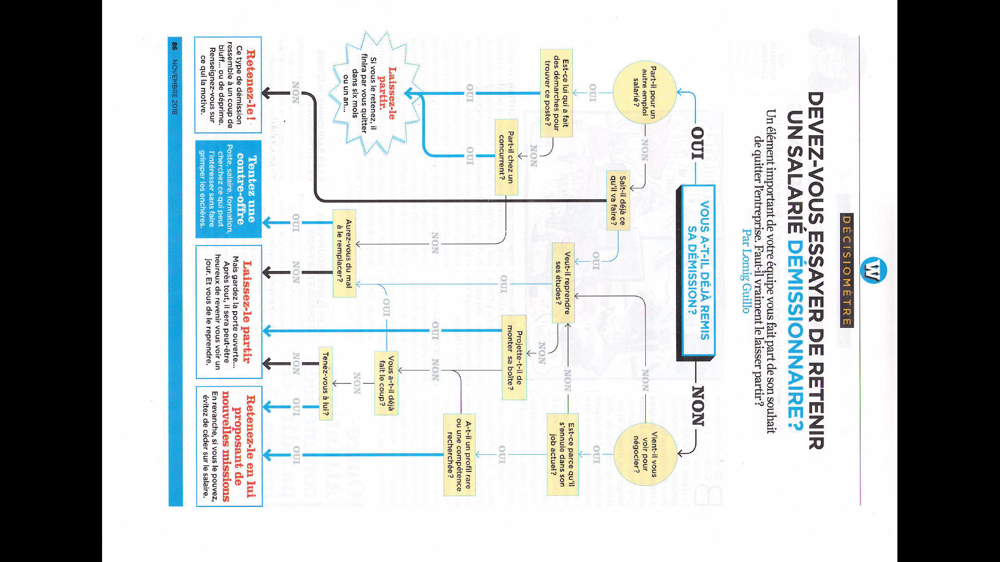 W
DÉCISIOMÈTRE
DEVEZ-VOUS ESSAYER DE RETENIR
UN SALARIÉ DÉMISSIONNAIRE ?
Un élément important de votre équipe vous fait part de son souhait
de quitter l'entreprise. Faut-il vraiment le laisser partir ?
Par Lomig Guillo
VOUS A-T-IL DÉJÀ REMIS
SA DÉMISSION ?
OUI
NON
Part-il pour un
autre emploi
salarié ?
Vient-il vous
voir pour
négocier ?
OUI
NON
NON
OUI
Sait-il déjà ce
qu'il va faire ?
OUI
Est-ce lui qui a fait
des démarches pour
trouver ce poste ?
Veut-il reprendre
ses études ?
NON
Est-ce parce qu'il
s'ennuie dans son
job actuel ?
NON
NON
Part-il chez un
concurrent ?
OUI
Projette-t-il de
monter sa boîte ?
OUI
OUI
OUI
A-t-il un profil rare
ou une compétence
recherchée ?
NON
OUI
NON
Laissez-le
partir.
Si vous le retenez, il
finira par vous quitter
dans six mois
ou un an...
OUI
Vous a-t-il déjà
fait le coup ?
NON
Aurez-vous du mal
à le remplacer ?
Tenez-vous à lui ?
NON
OUI
NON
NON
OUI
OUI
Retenez-le !
Ce type de démission
ressemble à un coup de
bluff... ou de déprime.
Renseignez-vous sur
ce qui la motive.
Tentez une
contre-offre
Poste, salaire, formation,
cherchez ce qui peut
l'intéresser sans faire
grimper les enchères.
Laissez-le partir
Mais gardez la porte ouverte...
Après tout, il sera peut-être
heureux de revenir vous voir un
jour. Et vous de le reprendre.
Retenez-le en lui
proposant de
nouvelles missions
En revanche, si vous le pouvez,
évitez de céder sur le salaire.
86 NOVEMBRE 2018